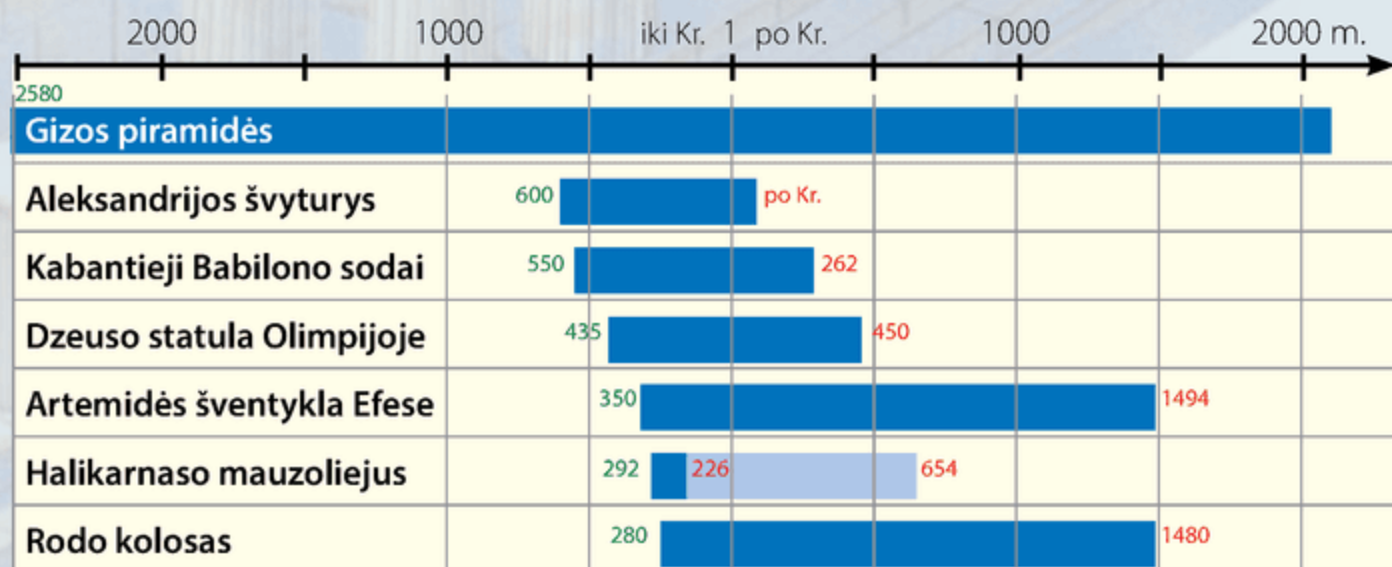 2000 1000 iki Kr. 1 po Kr. 1000 2000 m.
2580
Gizos piramidės
Aleksandrijos švyturys 600 po Kr.
Kabantieji Babilono sodai 550 262
Dzeuso statula Olimpijoje 435 450
Artemidės šventykla Efese 350 1494
Halikarnaso mauzoliejus 292 226 654
Rodo kolosas 280 1480